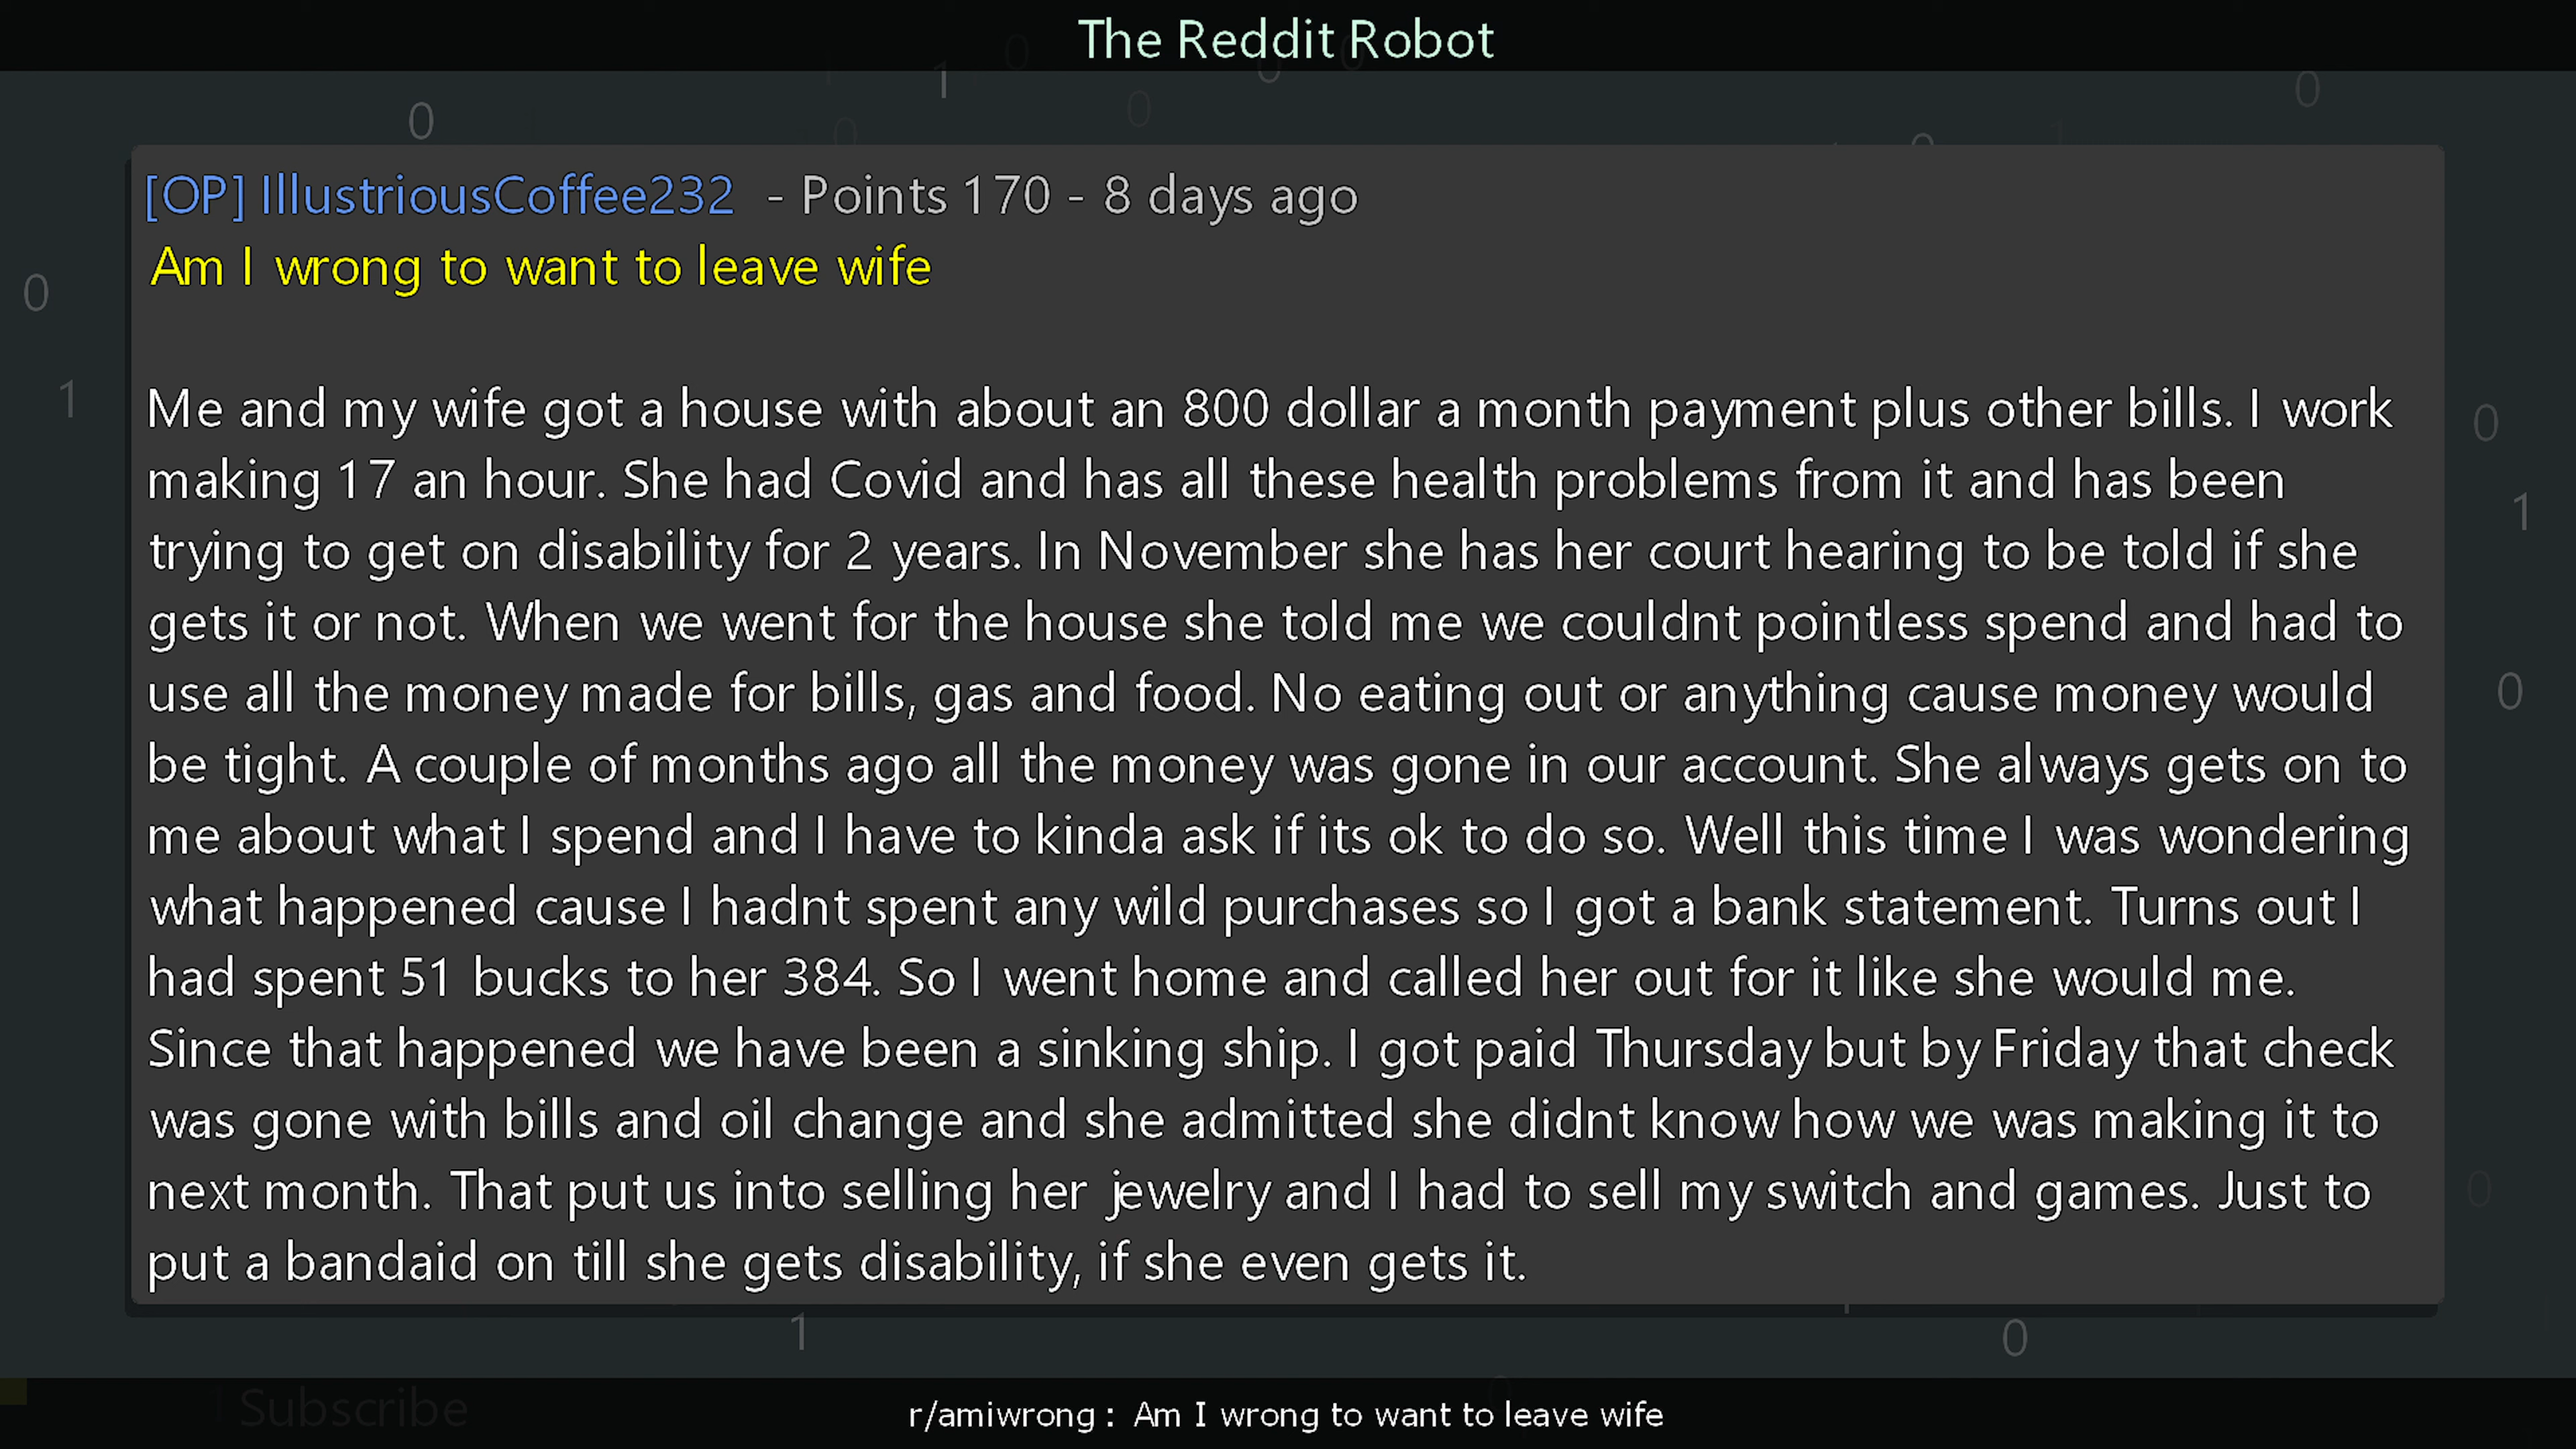 The Reddit Robot
[OP] IllustriousCoffee232 - Points 170 - 8 days ago
Am I wrong to want to leave wife
Me and my wife got a house with about an 800 dollar a month payment plus other bills. I work
making 17 an hour. She had Covid and has all these health problems from it and has been
trying to get on disability for 2 years. In November she has her court hearing to be told if she
gets it or not. When we went for the house she told me we couldnt pointless spend and had to
use all the money made for bills, gas and food. No eating out or anything cause money would
be tight. A couple of months ago all the money was gone in our account. She always gets on to
me about what I spend and I have to kinda ask if its ok to do so. Well this time I was wondering
what happened cause I hadnt spent any wild purchases so I got a bank statement. Turns out I
had spent 51 bucks to her 384. So I went home and called her out for it like she would me.
Since that happened we have been a sinking ship. I got paid Thursday but by Friday that check
was gone with bills and oil change and she admitted she didnt know how we was making it to
next month. That put us into selling her jewelry and I had to sell my switch and games. Just to
put a bandaid on till she gets disability, if she even gets it.
Subscribe
r/amiwrong : Am I wrong to want to leave wife